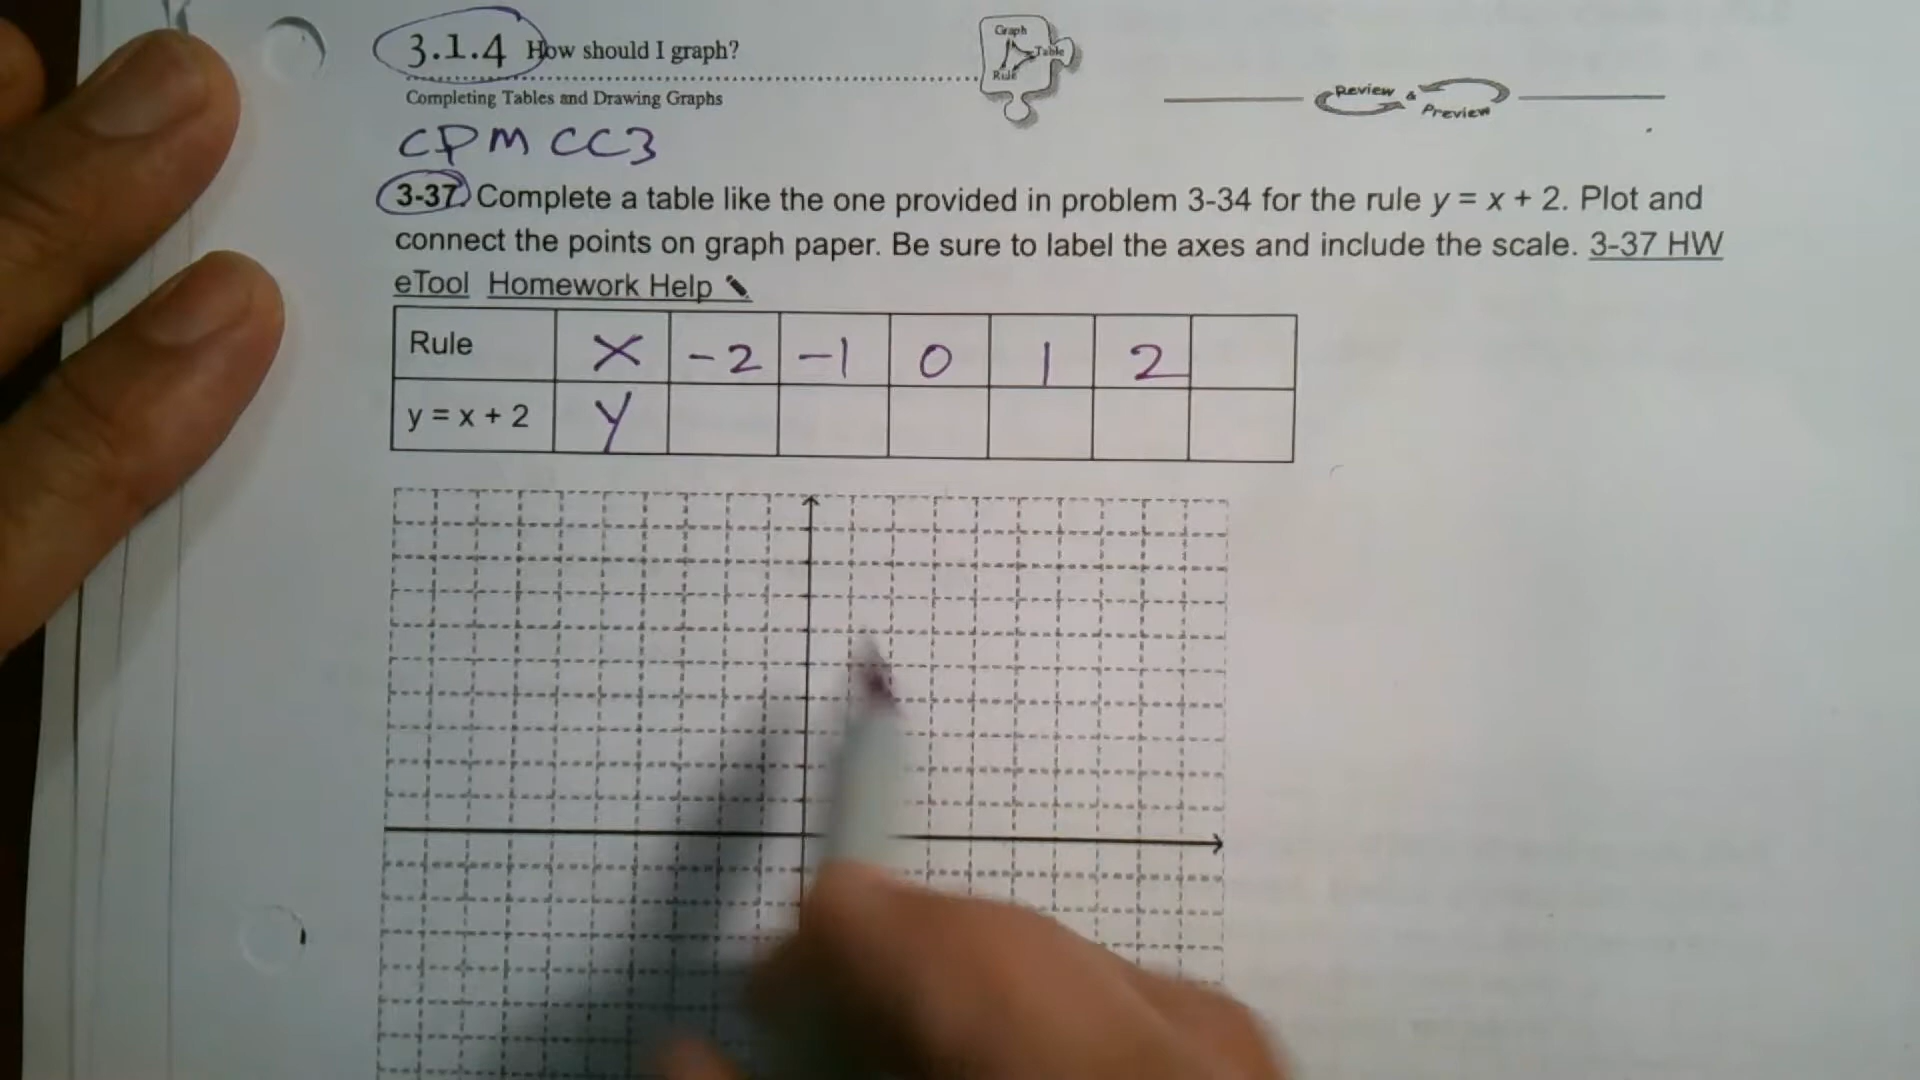 3.1.4 How should I graph?
Completing Tables and Drawing Graphs
Graph
Table
Rule
Review &
Preview
CPM CC3
3-37. Complete a table like the one provided in problem 3-34 for the rule y = x + 2. Plot and
connect the points on graph paper. Be sure to label the axes and include the scale. 3-37 HW
eTool Homework Help
Rule X -2 -1 0 1 2
y = x + 2 y